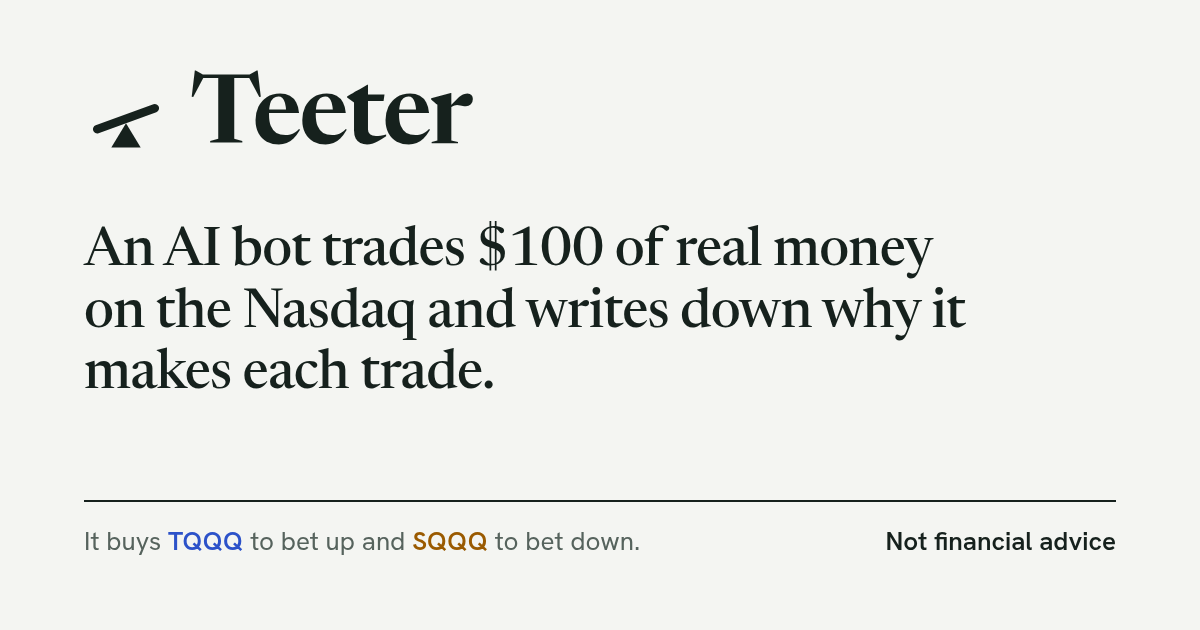 Teeter
An AI bot trades $100 of real money
on the Nasdaq and writes down why it
makes each trade.
It buys TQQQ to bet up and SQQQ to bet down.
Not financial advice